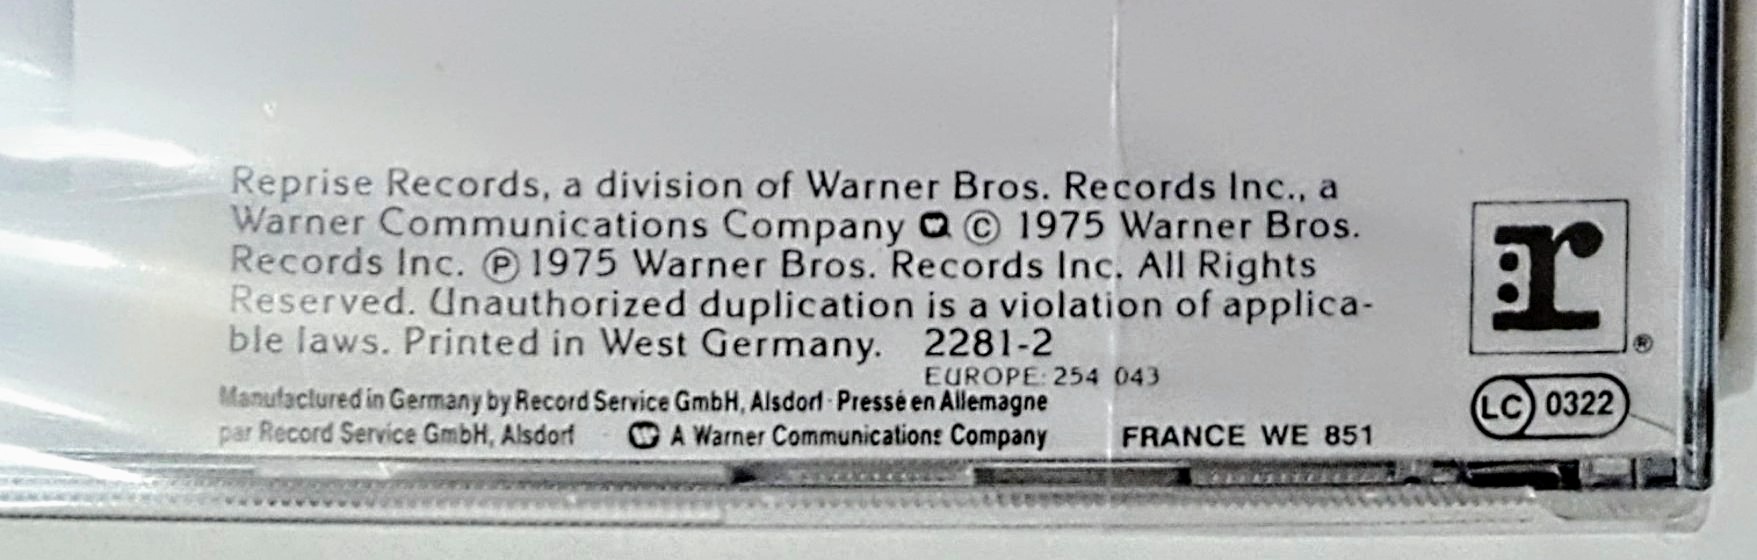 Reprise Records, a division of Warner Bros. Records Inc., a
Warner Communications Company © 1975 Warner Bros.
Records Inc. ℗ 1975 Warner Bros. Records Inc. All Rights
Reserved. Unauthorized duplication is a violation of applica-
ble laws. Printed in West Germany. 2281-2
EUROPE: 254 043
Manufactured in Germany by Record Service GmbH, Alsdorf · Pressé en Allemagne
par Record Service GmbH, Alsdorf A Warner Communications Company FRANCE WE 851
r ®
LC 0322